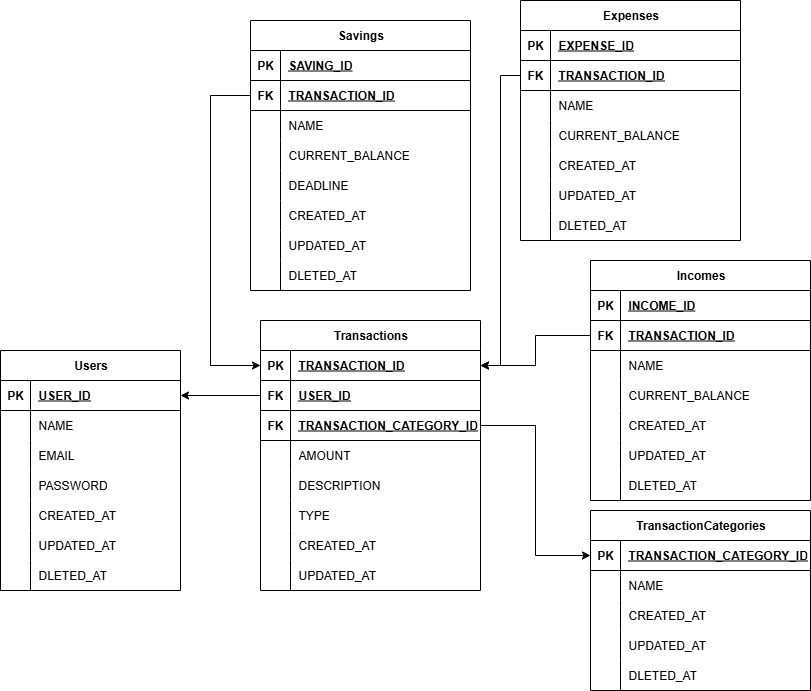 Savings
PK SAVING_ID
FK TRANSACTION_ID
NAME
CURRENT_BALANCE
DEADLINE
CREATED_AT
UPDATED_AT
DLETED_AT
Expenses
PK EXPENSE_ID
FK TRANSACTION_ID
NAME
CURRENT_BALANCE
CREATED_AT
UPDATED_AT
DLETED_AT
Incomes
PK INCOME_ID
FK TRANSACTION_ID
NAME
CURRENT_BALANCE
CREATED_AT
UPDATED_AT
DLETED_AT
Transactions
PK TRANSACTION_ID
FK USER_ID
FK TRANSACTION_CATEGORY_ID
AMOUNT
DESCRIPTION
TYPE
CREATED_AT
UPDATED_AT
Users
PK USER_ID
NAME
EMAIL
PASSWORD
CREATED_AT
UPDATED_AT
DLETED_AT
TransactionCategories
PK TRANSACTION_CATEGORY_ID
NAME
CREATED_AT
UPDATED_AT
DLETED_AT